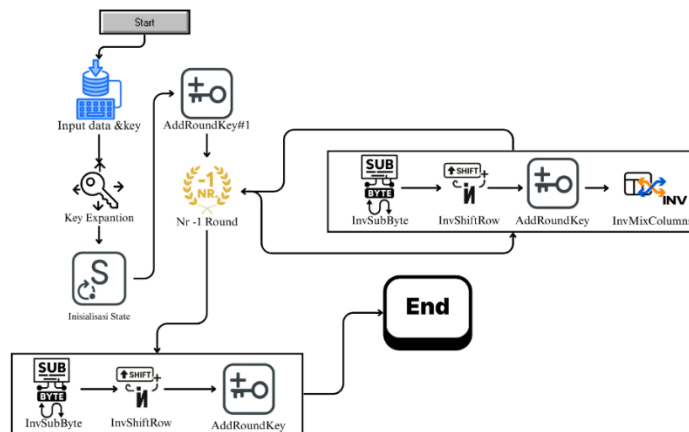 Start
Input data &key
Key Expantion
S
Inisialisasi State
AddRoundKey#1
-1
NR.
Nr -1 Round
SUB
BYTE
InvSubByte
SHIFT
InvShiftRow
AddRoundKey
INV
InvMixColumns
End
SUB
BYTE
InvSubByte
SHIFT
InvShiftRow
AddRoundKey